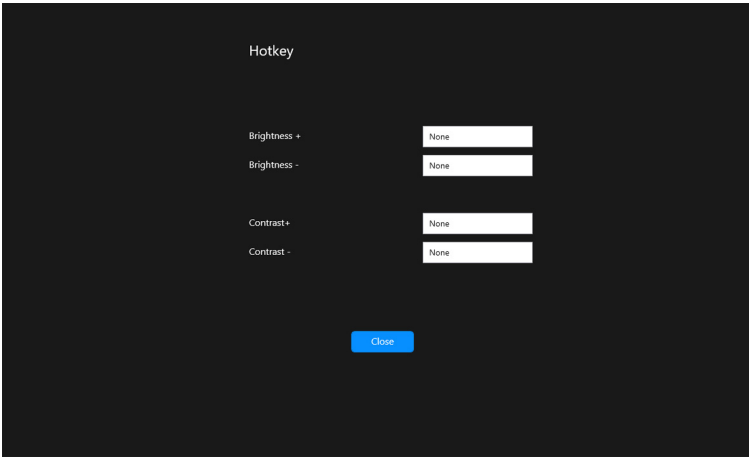 Hotkey
Brightness + None
Brightness - None
Contrast+ None
Contrast - None
Close